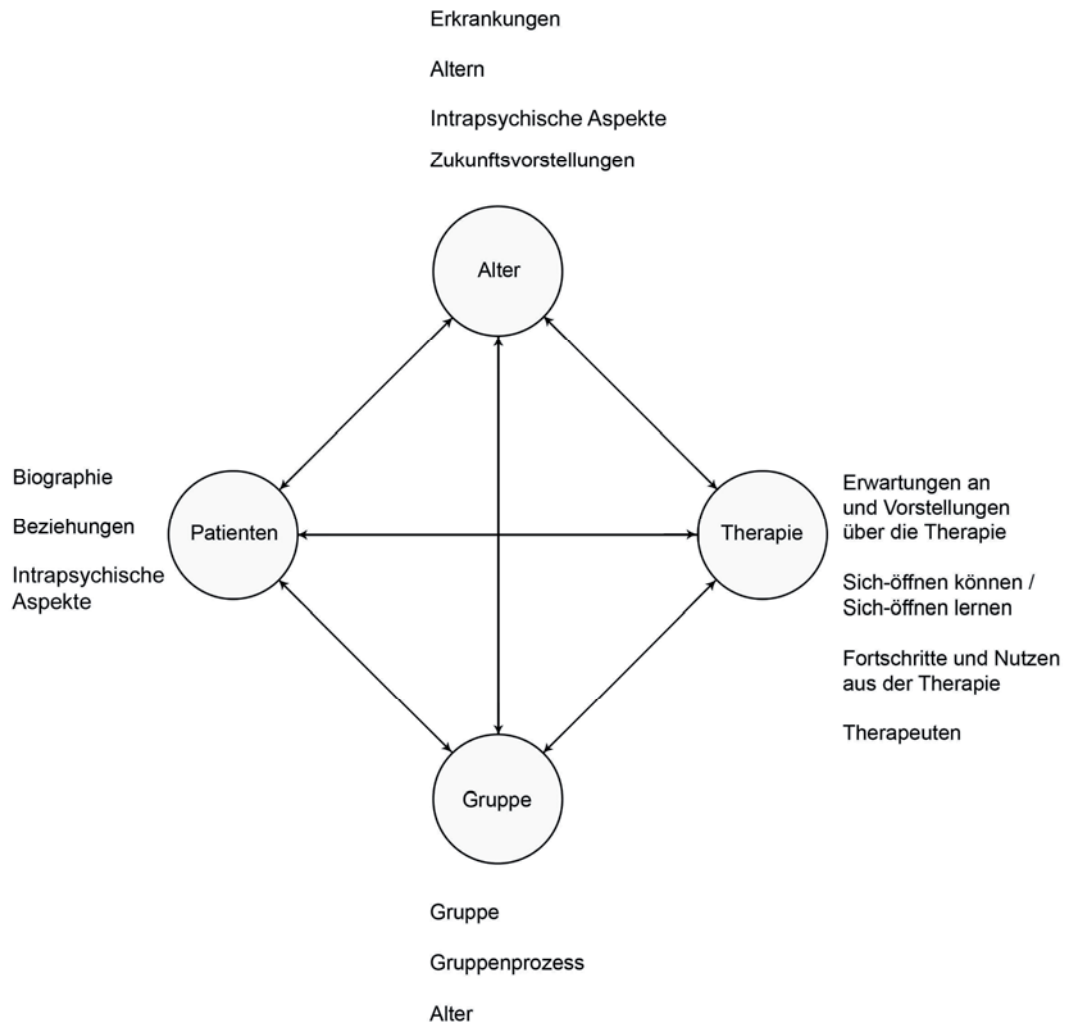 Erkrankungen
Altern
Intrapsychische Aspekte
Zukunftsvorstellungen
Alter
Biographie
Beziehungen
Intrapsychische
Aspekte
Patienten
Therapie
Erwartungen an
und Vorstellungen
über die Therapie
Sich-öffnen können /
Sich-öffnen lernen
Fortschritte und Nutzen
aus der Therapie
Therapeuten
Gruppe
Gruppe
Gruppenprozess
Alter